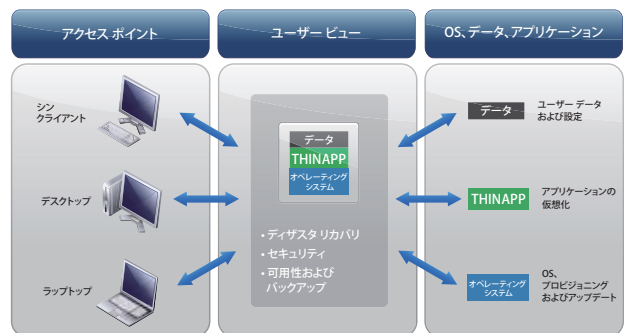 アクセス ポイント
ユーザー ビュー
OS、データ、アプリケーション
シン
クライアント
デスクトップ
ラップトップ
データ
THINAPP
オペレーティング
システム
・ディザスタ リカバリ
・セキュリティ
・可用性および
バックアップ
データ
ユーザー データ
および設定
THINAPP
アプリケーションの
仮想化
オペレーティング
システム
OS、
プロビジョニング
およびアップデート